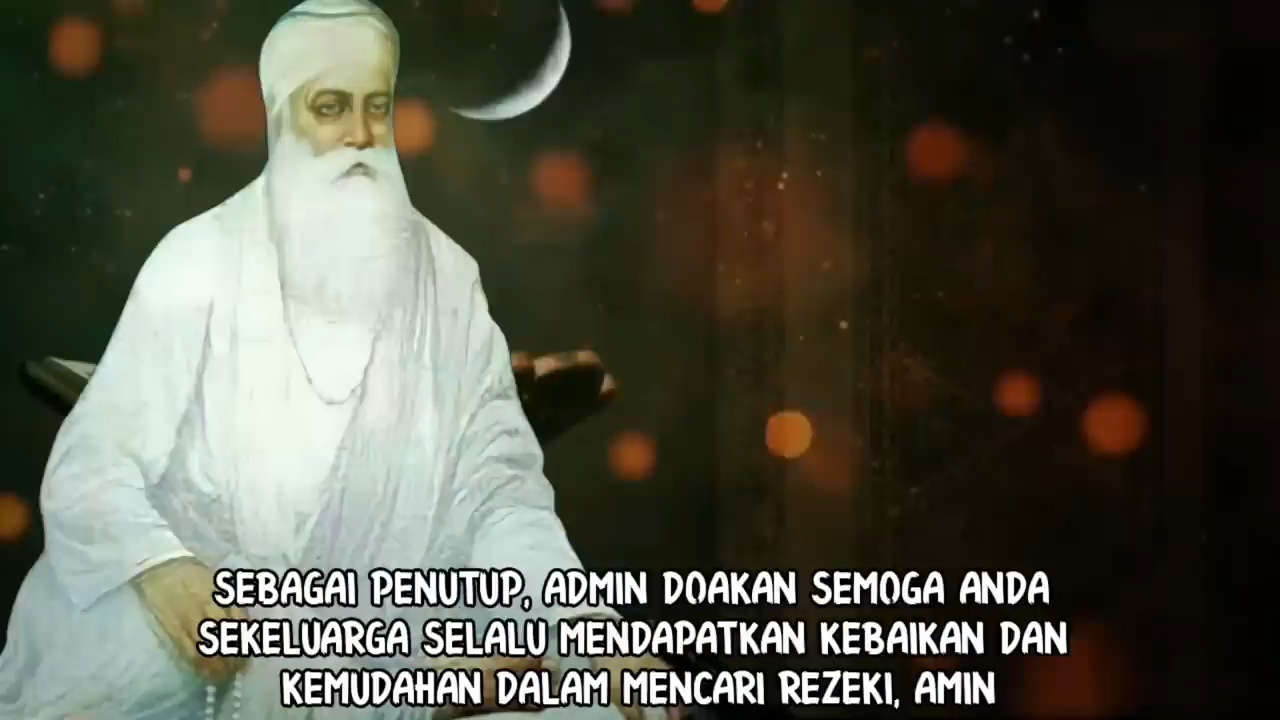 SEBAGAI PENUTUP, ADMIN DOAKAN SEMOGA ANDA
SEKELUARGA SELALU MENDAPATKAN KEBAIKAN DAN
KEMUDAHAN DALAM MENCARI REZEKI, AMIN